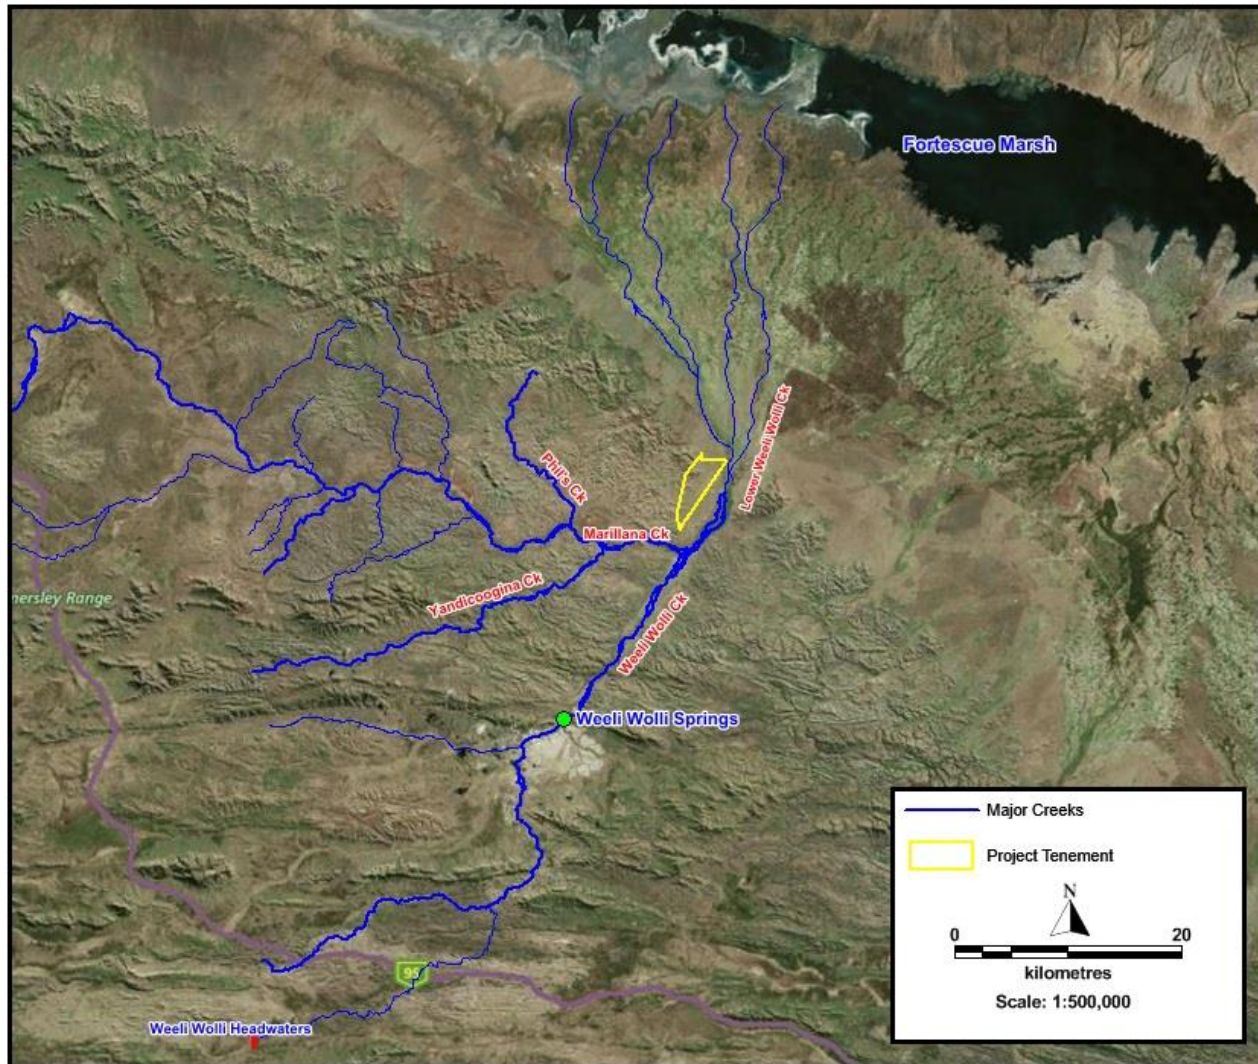 Fortescue Marsh
Lower Weeli Wolli Ck
Phil's Ck
Marillana Ck
Yandicoogina Ck
mersley Range
Weeli Wolli Ck
Weeli Wolli Springs
Major Creeks
Project Tenement
N
0 20
kilometres
Scale: 1:500,000
95
Weeli Wolli Headwaters